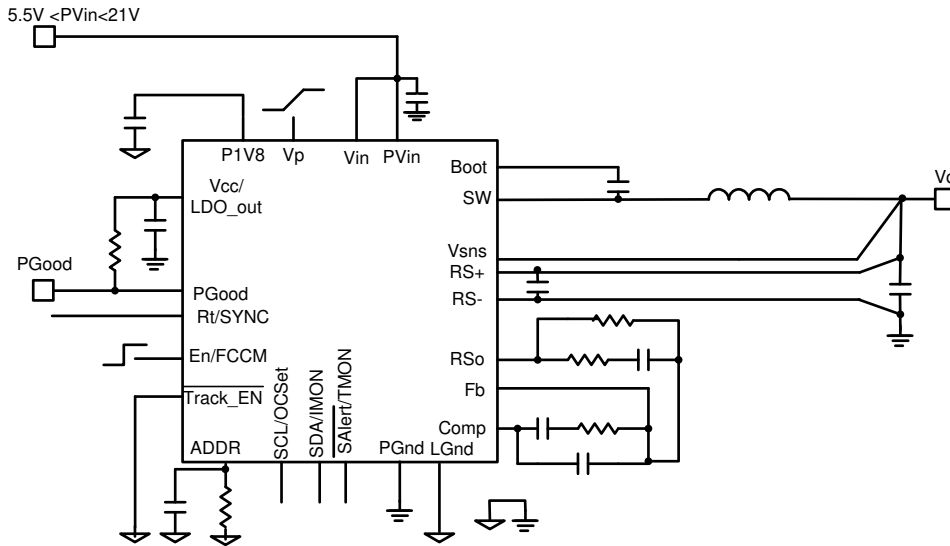 5.5V <PVin<21V
P1V8
Vp
Vin
PVin
Boot
Vcc/
LDO_out
SW
Vo
Vsns
RS+
RS-
PGood
PGood
Rt/SYNC
En/FCCM
Track_EN
RSo
Fb
Comp
ADDR
SCL/OCSet
SDA/IMON
SAlert/TMON
PGnd
LGnd